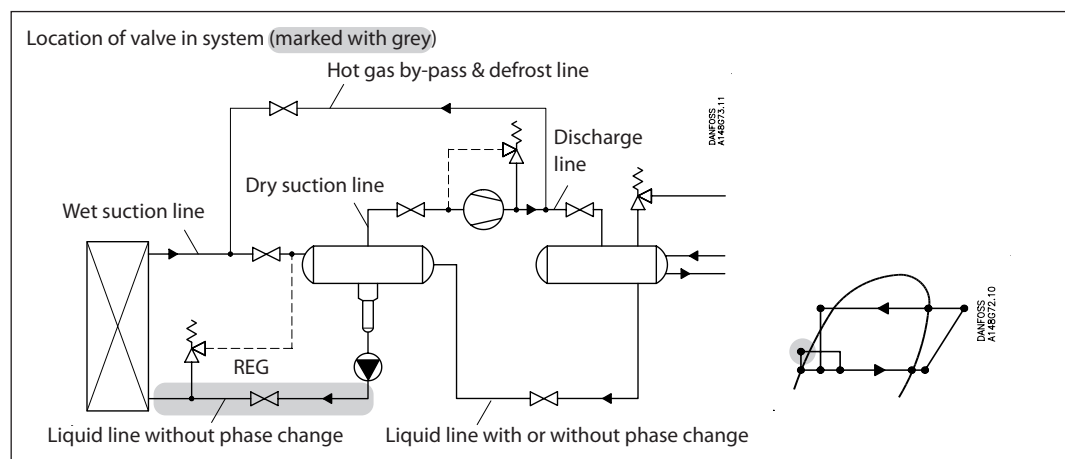 Location of valve in system (marked with grey)
Hot gas by-pass & defrost line
DANFOSS
A148G73.11
Discharge
line
Dry suction line
Wet suction line
DANFOSS
A148G72.10
REG
Liquid line without phase change
Liquid line with or without phase change